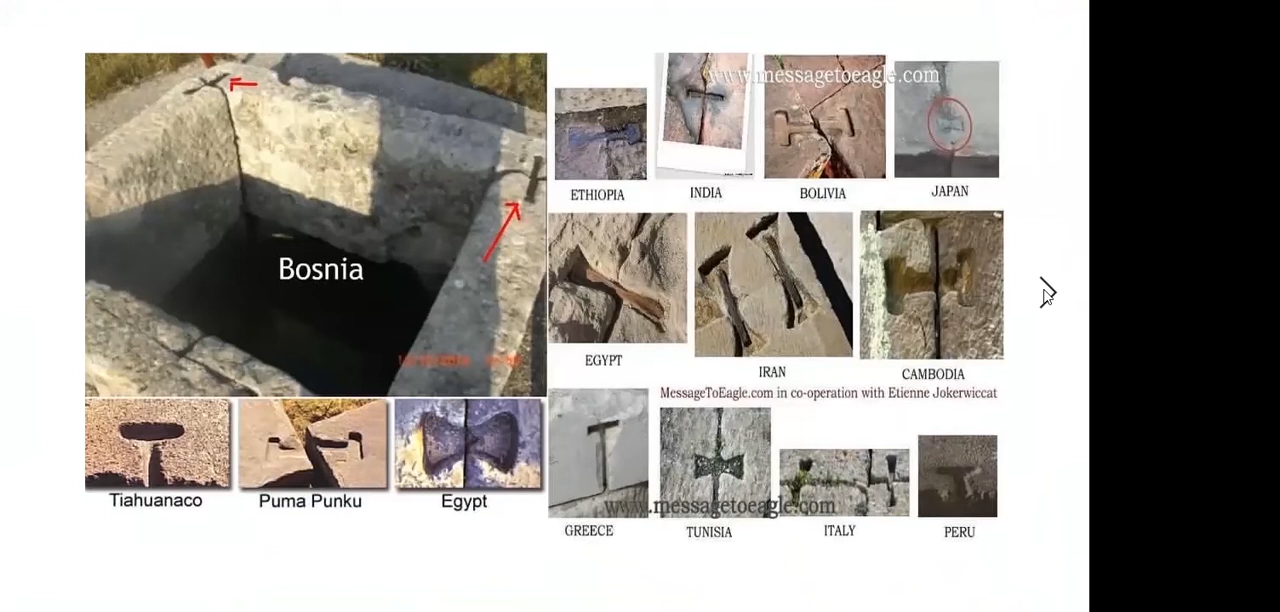 www.messagetoeagle.com
ETHIOPIA
INDIA
BOLIVIA
JAPAN
Bosnia
EGYPT
IRAN
CAMBODIA
MessageToEagle.com in co-operation with Etienne Jokerwiccat
Tiahuanaco
Puma Punku
Egypt
www.messagetoeagle.com
GREECE
TUNISIA
ITALY
PERU